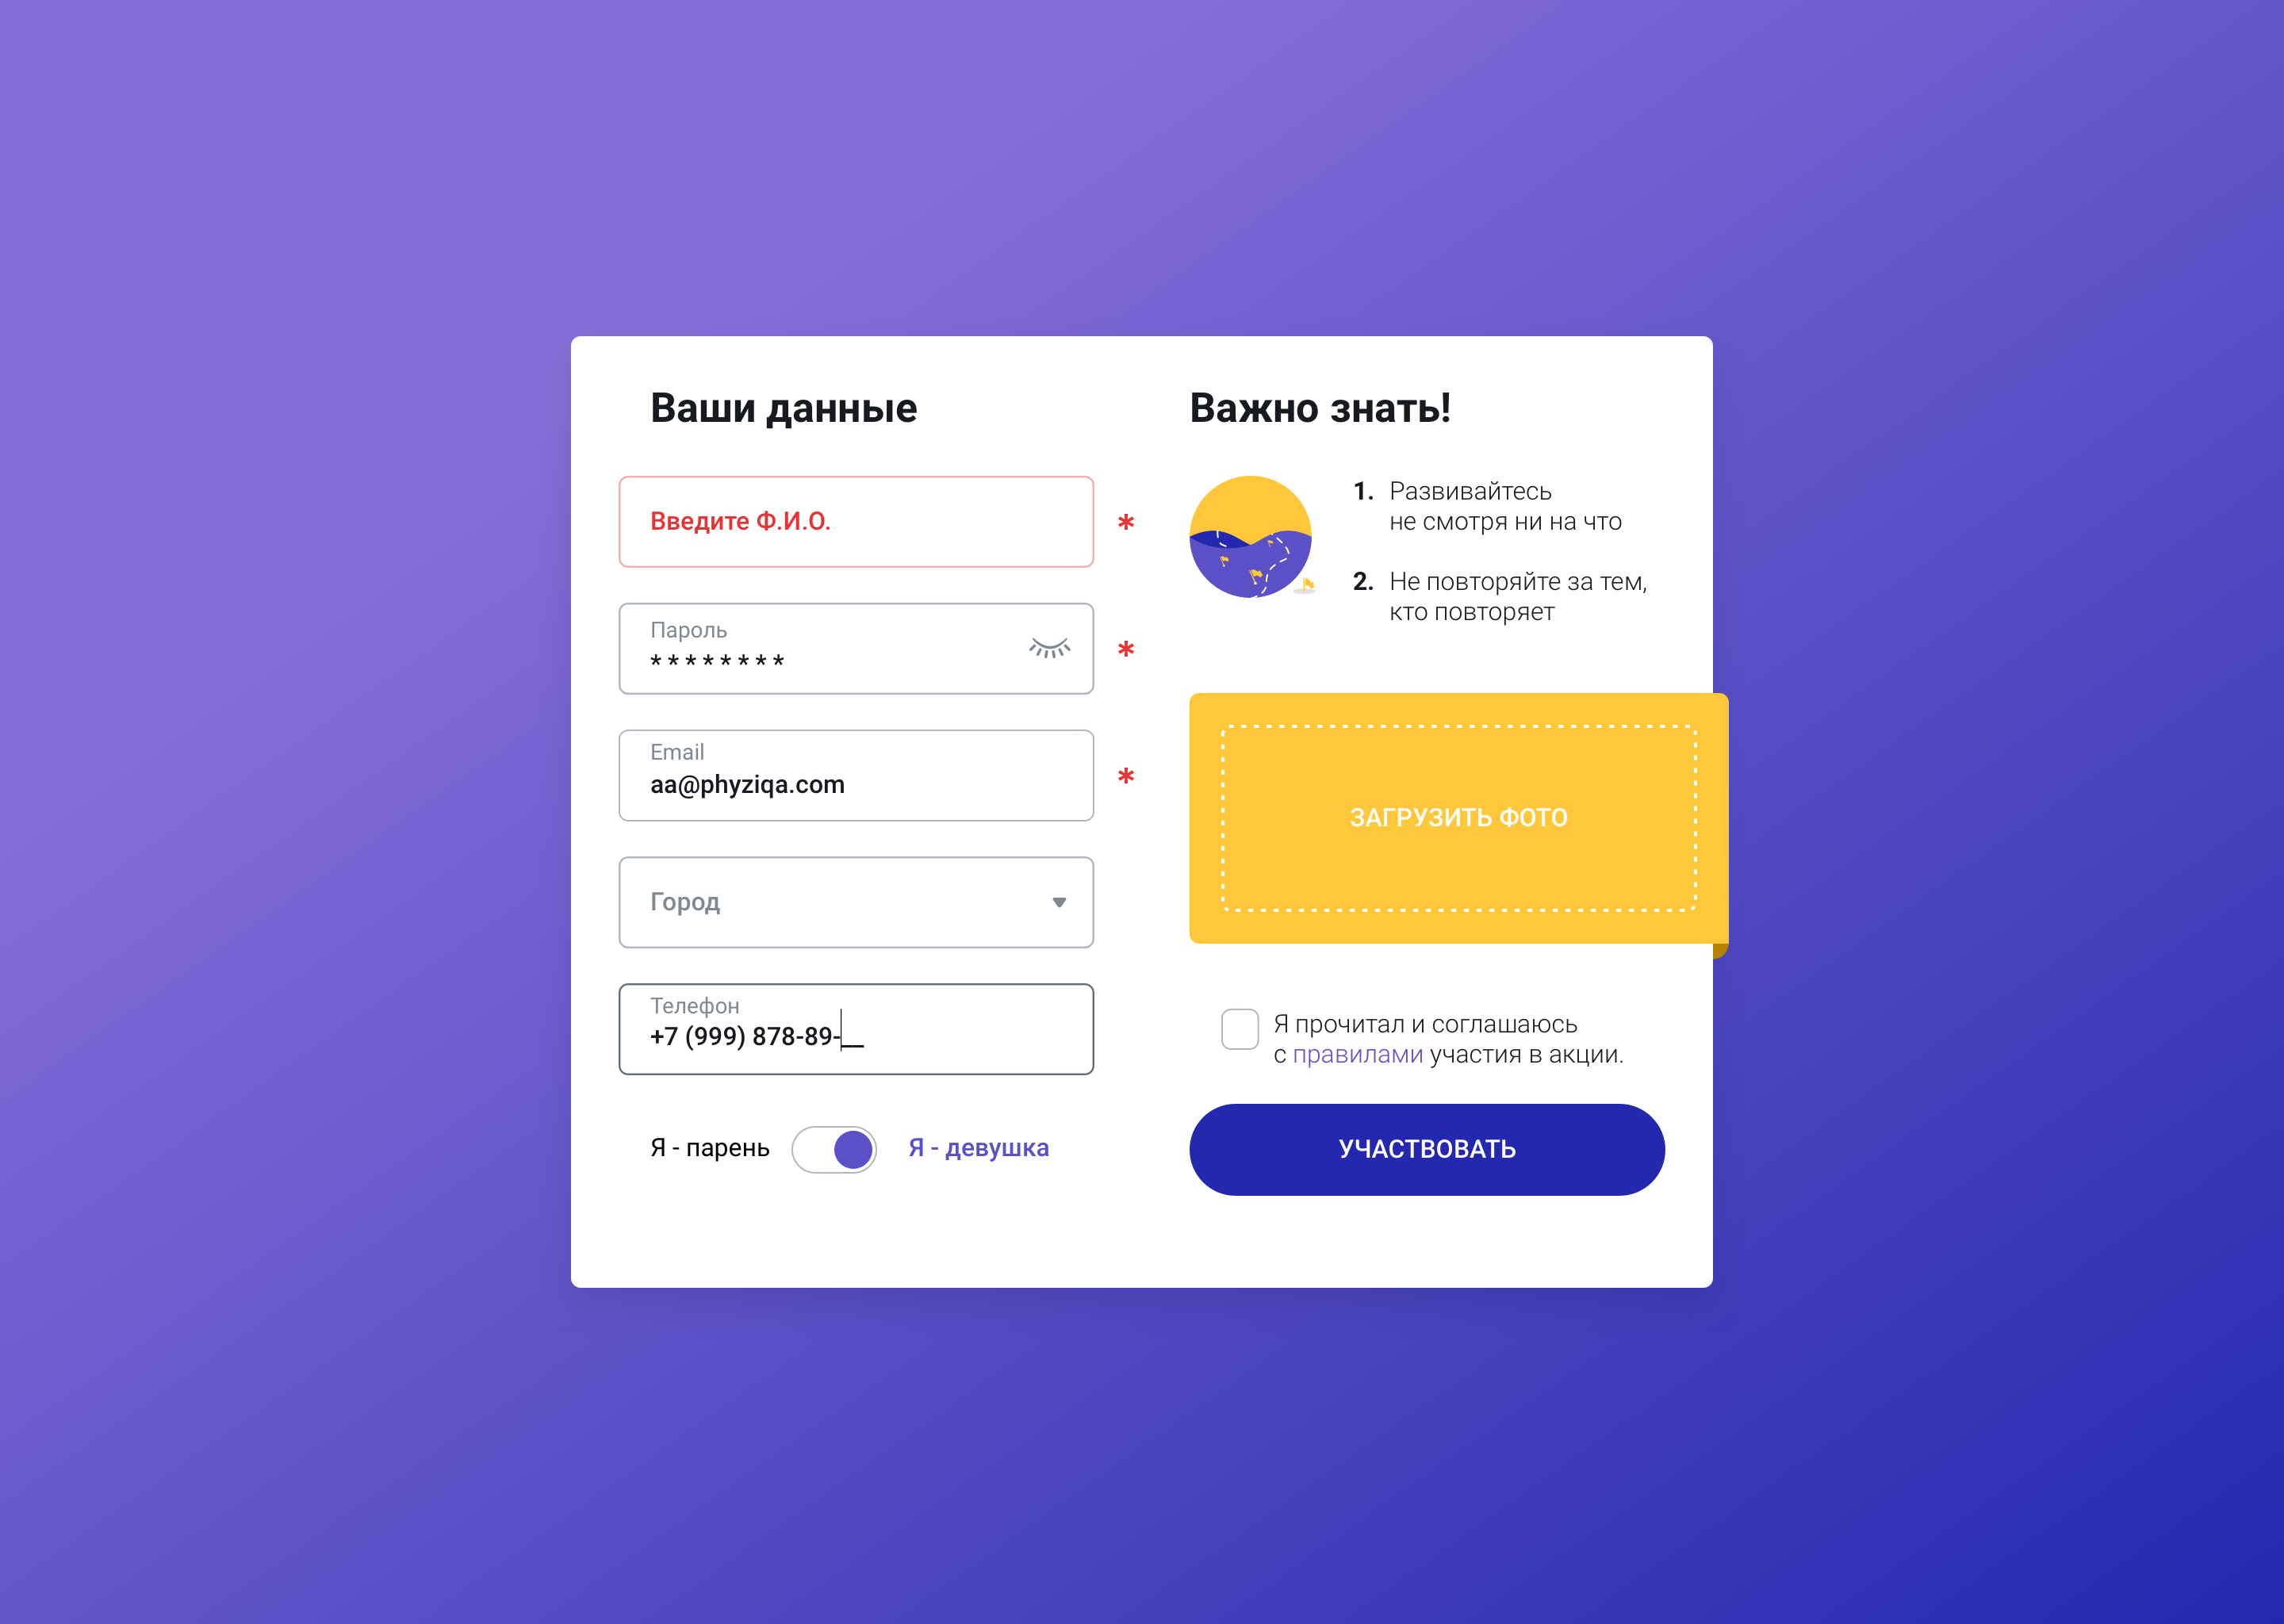 Ваши данные
Введите Ф.И.О.
*
Пароль
* * * * * * * *
*
Email
aa@phyziqa.com
*
Город
Телефон
+7 (999) 878-89-__
Я - парень
Я - девушка
Важно знать!
1. Развивайтесь
не смотря ни на что
2. Не повторяйте за тем,
кто повторяет
ЗАГРУЗИТЬ ФОТО
Я прочитал и соглашаюсь
с правилами участия в акции.
УЧАСТВОВАТЬ